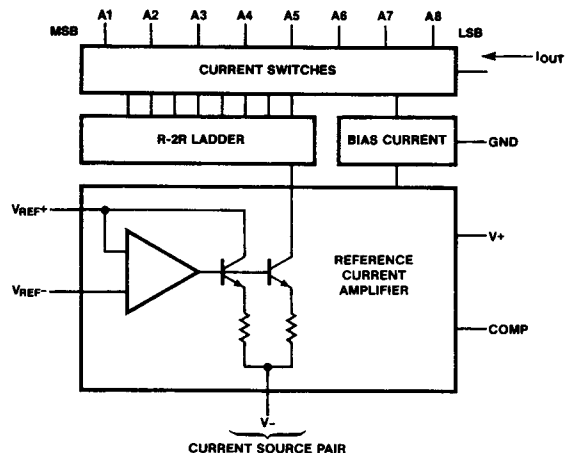 A1 A2 A3 A4 A5 A6 A7 A8
MSB LSB
CURRENT SWITCHES
IOUT
R-2R LADDER
BIAS CURRENT
GND
VREF+
V+
REFERENCE
CURRENT
AMPLIFIER
VREF-
COMP
V-
CURRENT SOURCE PAIR